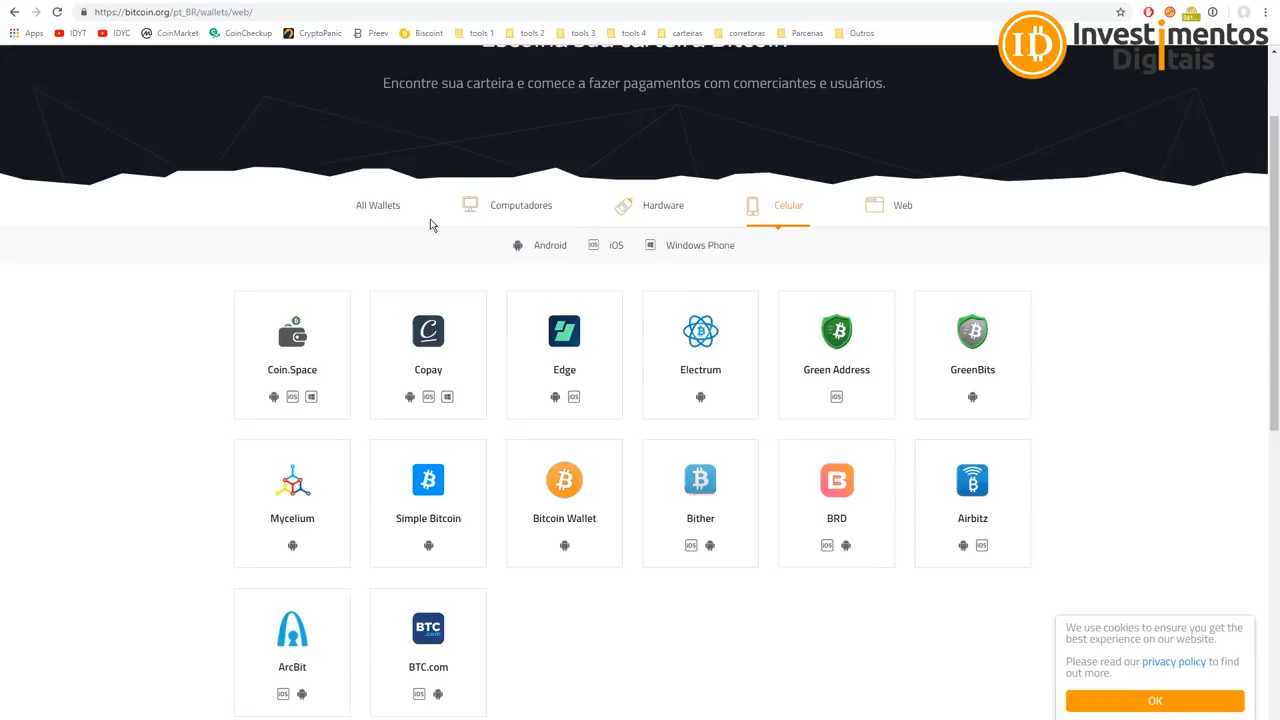 https://bitcoin.org/pt_BR/wallets/web/
Apps IDYT IDYC CoinMarket CoinCheckup CryptoPanic Preev Biscoint tools 1 tools 2 tools 3 tools 4 carteiras corretoras Parcerias Outros
Investimentos
Digitais
Escolha sua carteira Bitcoin
Encontre sua carteira e comece a fazer pagamentos com comerciantes e usuários.
All Wallets Computadores Hardware Celular Web
Android iOS Windows Phone
Coin.Space Copay Edge Electrum Green Address GreenBits
Mycelium Simple Bitcoin Bitcoin Wallet Bither BRD Airbitz
ArcBit BTC.com
We use cookies to ensure you get the
best experience on our website.
Please read our privacy policy to find
out more.
OK